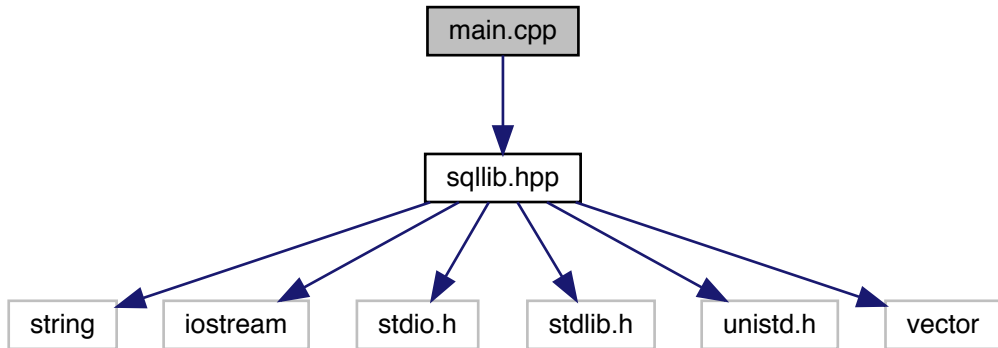 main.cpp
sqllib.hpp
string
iostream
stdio.h
stdlib.h
unistd.h
vector